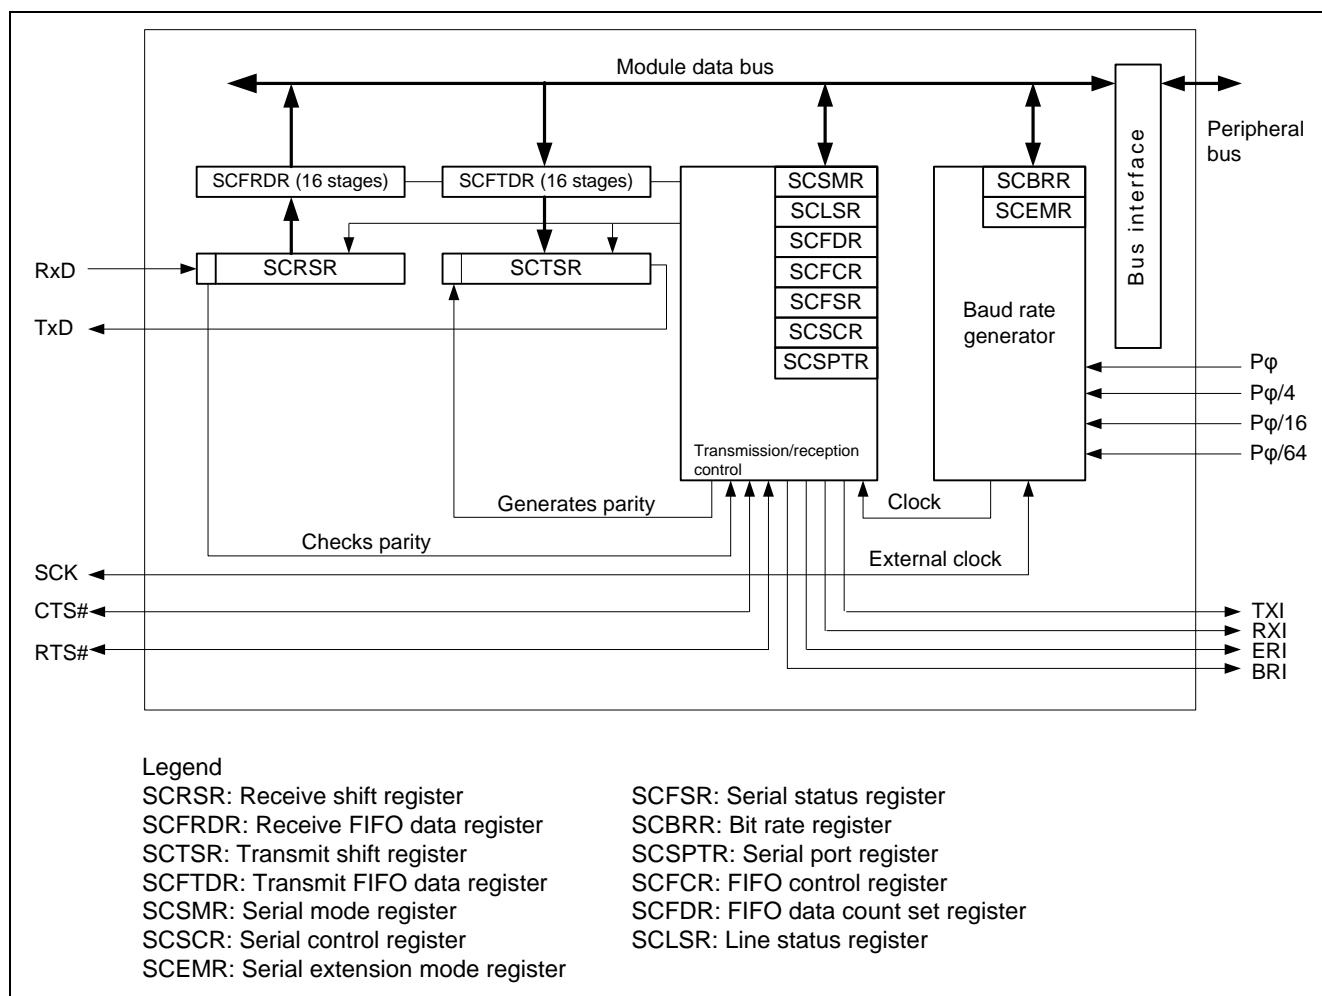 Module data bus
Peripheral
bus
Bus interface
SCFRDR (16 stages)
SCFTDR (16 stages)
SCSMR
SCLSR
SCFDR
SCFCR
SCFSR
SCSCR
SCSPTR
SCBRR
SCEMR
RxD
SCRSR
SCTSR
TxD
Baud rate
generator
Pφ
Pφ/4
Pφ/16
Pφ/64
Transmission/reception
control
Generates parity
Clock
Checks parity
External clock
SCK
CTS#
RTS#
TXI
RXI
ERI
BRI
Legend
SCRSR: Receive shift register
SCFRDR: Receive FIFO data register
SCTSR: Transmit shift register
SCFTDR: Transmit FIFO data register
SCSMR: Serial mode register
SCSCR: Serial control register
SCEMR: Serial extension mode register
SCFSR: Serial status register
SCBRR: Bit rate register
SCSPTR: Serial port register
SCFCR: FIFO control register
SCFDR: FIFO data count set register
SCLSR: Line status register